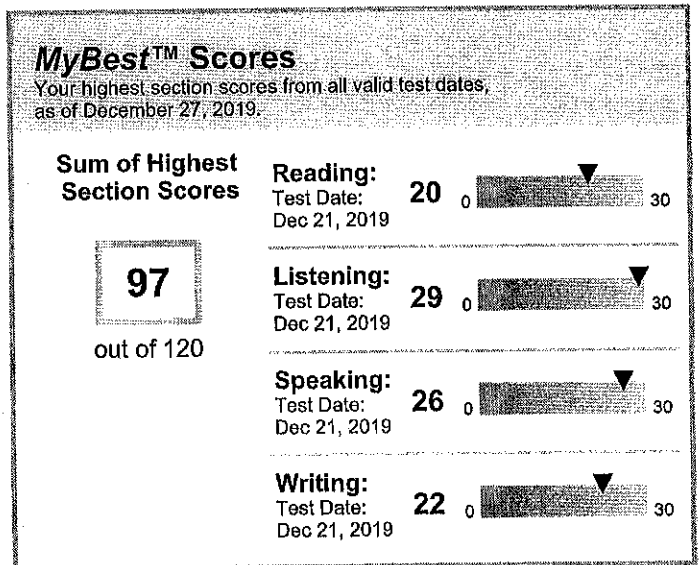 MyBest™ Scores
Your highest section scores from all valid test dates,
as of December 27, 2019.
Sum of Highest
Section Scores
97
out of 120
Reading:
Test Date:
Dec 21, 2019
20
0
30
Listening:
Test Date:
Dec 21, 2019
29
0
30
Speaking:
Test Date:
Dec 21, 2019
26
0
30
Writing:
Test Date:
Dec 21, 2019
22
0
30